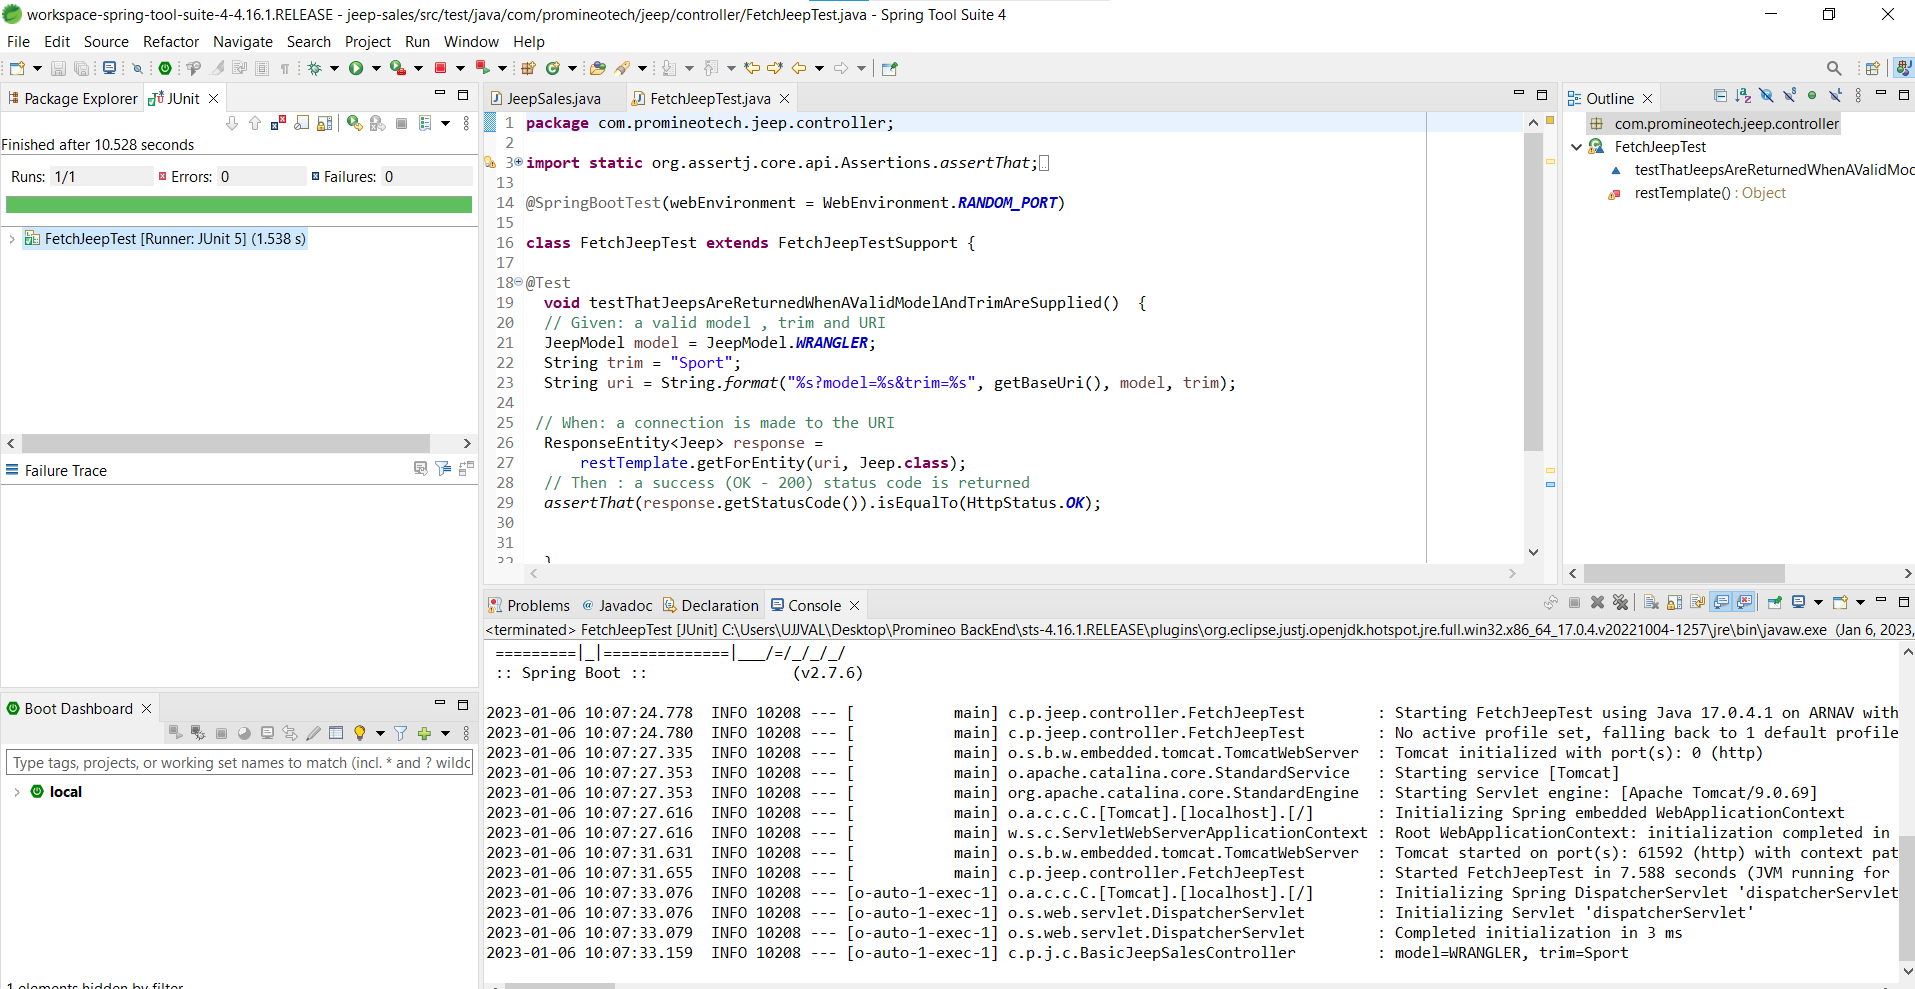 workspace-spring-tool-suite-4-4.16.1.RELEASE - jeep-sales/src/test/java/com/promineotech/jeep/controller/FetchJeepTest.java - Spring Tool Suite 4
File Edit Source Refactor Navigate Search Project Run Window Help
Package Explorer JUnit
Finished after 10.528 seconds
Runs: 1/1 Errors: 0 Failures: 0
FetchJeepTest [Runner: JUnit 5] (1.538 s)
Failure Trace
Boot Dashboard
Type tags, projects, or working set names to match (incl. * and ? wildc
local
1 elements hidden by filter
JeepSales.java FetchJeepTest.java
1 package com.promineotech.jeep.controller;
2
3 import static org.assertj.core.api.Assertions.assertThat;
13
14 @SpringBootTest(webEnvironment = WebEnvironment.RANDOM_PORT)
15
16 class FetchJeepTest extends FetchJeepTestSupport {
17
18 @Test
19 void testThatJeepsAreReturnedWhenAValidModelAndTrimAreSupplied() {
20 // Given: a valid model , trim and URI
21 JeepModel model = JeepModel.WRANGLER;
22 String trim = "Sport";
23 String uri = String.format("%s?model=%s&trim=%s", getBaseUri(), model, trim);
24
25 // When: a connection is made to the URI
26 ResponseEntity<Jeep> response =
27 restTemplate.getForEntity(uri, Jeep.class);
28 // Then : a success (OK - 200) status code is returned
29 assertThat(response.getStatusCode()).isEqualTo(HttpStatus.OK);
30
31
32 }
Outline
com.promineotech.jeep.controller
FetchJeepTest
testThatJeepsAreReturnedWhenAValidMod
restTemplate() : Object
Problems @ Javadoc Declaration Console
<terminated> FetchJeepTest [JUnit] C:\Users\UJJVAL\Desktop\Promineo BackEnd\sts-4.16.1.RELEASE\plugins\org.eclipse.justj.openjdk.hotspot.jre.full.win32.x86_64_17.0.4.v20221004-1257\jre\bin\javaw.exe (Jan 6, 2023,
=========|_|==============|___/=/_/_/_/
:: Spring Boot :: (v2.7.6)
2023-01-06 10:07:24.778 INFO 10208 --- [ main] c.p.jeep.controller.FetchJeepTest : Starting FetchJeepTest using Java 17.0.4.1 on ARNAV with
2023-01-06 10:07:24.780 INFO 10208 --- [ main] c.p.jeep.controller.FetchJeepTest : No active profile set, falling back to 1 default profile
2023-01-06 10:07:27.335 INFO 10208 --- [ main] o.s.b.w.embedded.tomcat.TomcatWebServer : Tomcat initialized with port(s): 0 (http)
2023-01-06 10:07:27.353 INFO 10208 --- [ main] o.apache.catalina.core.StandardService : Starting service [Tomcat]
2023-01-06 10:07:27.353 INFO 10208 --- [ main] org.apache.catalina.core.StandardEngine : Starting Servlet engine: [Apache Tomcat/9.0.69]
2023-01-06 10:07:27.616 INFO 10208 --- [ main] o.a.c.c.C.[Tomcat].[localhost].[/] : Initializing Spring embedded WebApplicationContext
2023-01-06 10:07:27.616 INFO 10208 --- [ main] w.s.c.ServletWebServerApplicationContext : Root WebApplicationContext: initialization completed in
2023-01-06 10:07:31.631 INFO 10208 --- [ main] o.s.b.w.embedded.tomcat.TomcatWebServer : Tomcat started on port(s): 61592 (http) with context pat
2023-01-06 10:07:31.655 INFO 10208 --- [ main] c.p.jeep.controller.FetchJeepTest : Started FetchJeepTest in 7.588 seconds (JVM running for
2023-01-06 10:07:33.076 INFO 10208 --- [o-auto-1-exec-1] o.a.c.c.C.[Tomcat].[localhost].[/] : Initializing Spring DispatcherServlet 'dispatcherServlet
2023-01-06 10:07:33.076 INFO 10208 --- [o-auto-1-exec-1] o.s.web.servlet.DispatcherServlet : Initializing Servlet 'dispatcherServlet'
2023-01-06 10:07:33.079 INFO 10208 --- [o-auto-1-exec-1] o.s.web.servlet.DispatcherServlet : Completed initialization in 3 ms
2023-01-06 10:07:33.159 INFO 10208 --- [o-auto-1-exec-1] c.p.j.c.BasicJeepSalesController : model=WRANGLER, trim=Sport